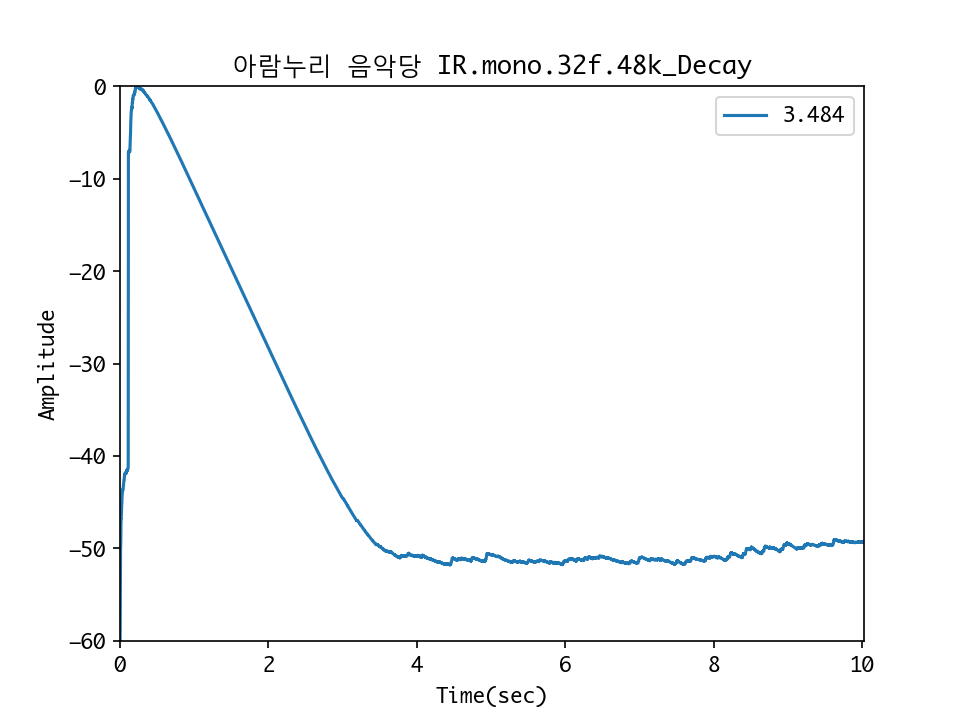 아람누리 음악당 IR.mono.32f.48k_Decay
3.484
0
−10
−20
−30
−40
−50
−60
Amplitude
0 2 4 6 8 10
Time(sec)